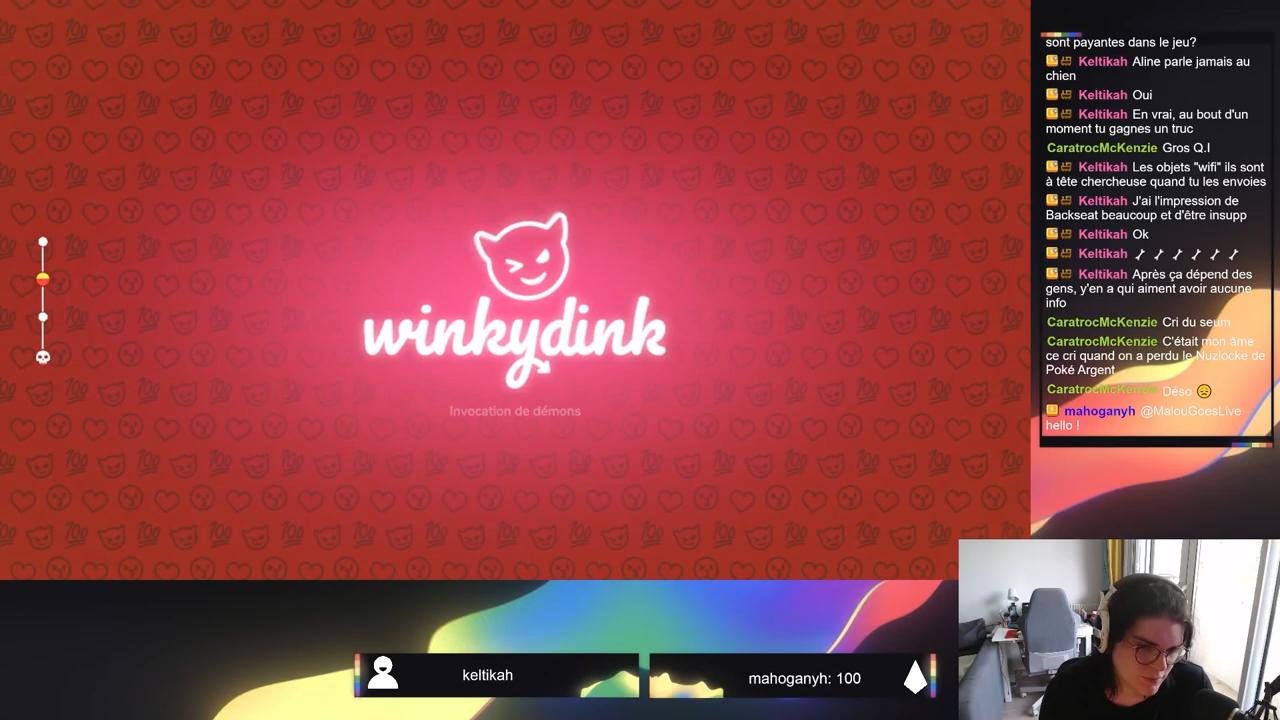 winkydink
Invocation de démons
sont payantes dans le jeu?
Keltikah Aline parle jamais au
chien
Keltikah Oui
Keltikah En vrai, au bout d'un
moment tu gagnes un truc
CaratrocMcKenzie Gros Q.I
Keltikah Les objets "wifi" ils sont
à tête chercheuse quand tu les envoies
Keltikah J'ai l'impression de
Backseat beaucoup et d'être insupp
Keltikah Ok
Keltikah
Keltikah Après ça dépend des
gens, y'en a qui aiment avoir aucune
info
CaratrocMcKenzie Cri du seum
CaratrocMcKenzie C'était mon âme
ce cri quand on a perdu le Nuzlocke de
Poké Argent
CaratrocMcKenzie Déso
mahoganyh @MalouGoesLive
hello !
keltikah
mahoganyh: 100